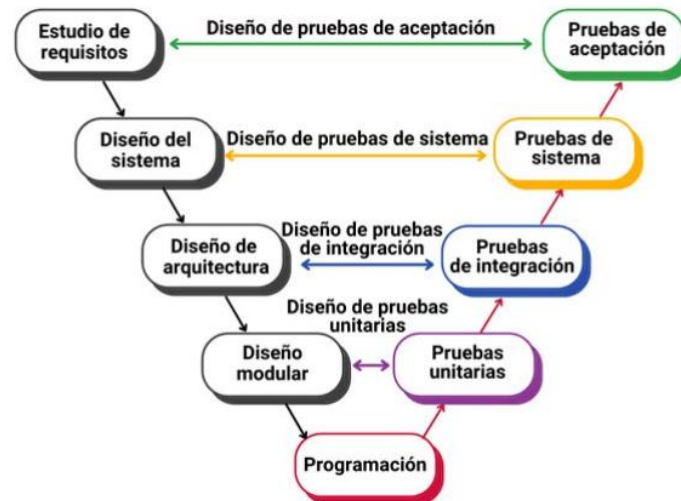 Estudio de
requisitos
Diseño de pruebas de aceptación
Pruebas de
aceptación
Diseño del
sistema
Diseño de pruebas de sistema
Pruebas de
sistema
Diseño de
arquitectura
Diseño de pruebas
de integración
Pruebas
de integración
Diseño de pruebas
unitarias
Diseño
modular
Pruebas
unitarias
Programación